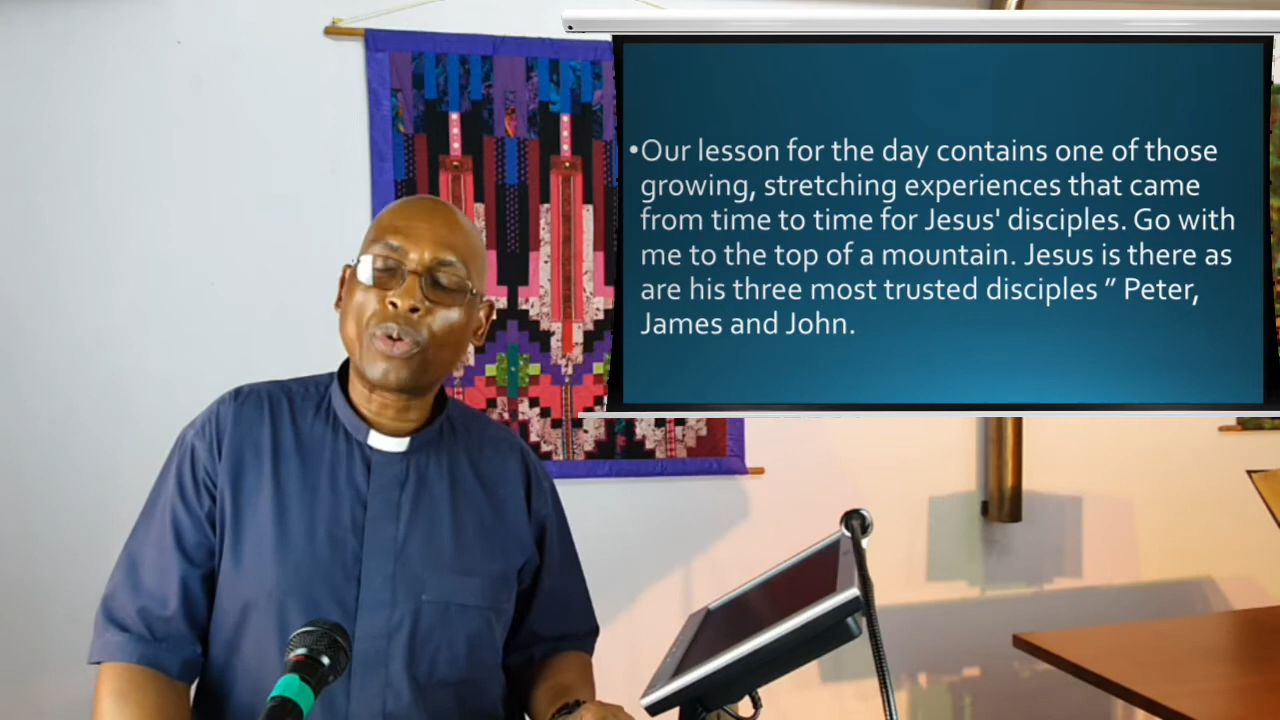 •Our lesson for the day contains one of those
growing, stretching experiences that came
from time to time for Jesus' disciples. Go with
me to the top of a mountain. Jesus is there as
are his three most trusted disciples ” Peter,
James and John.